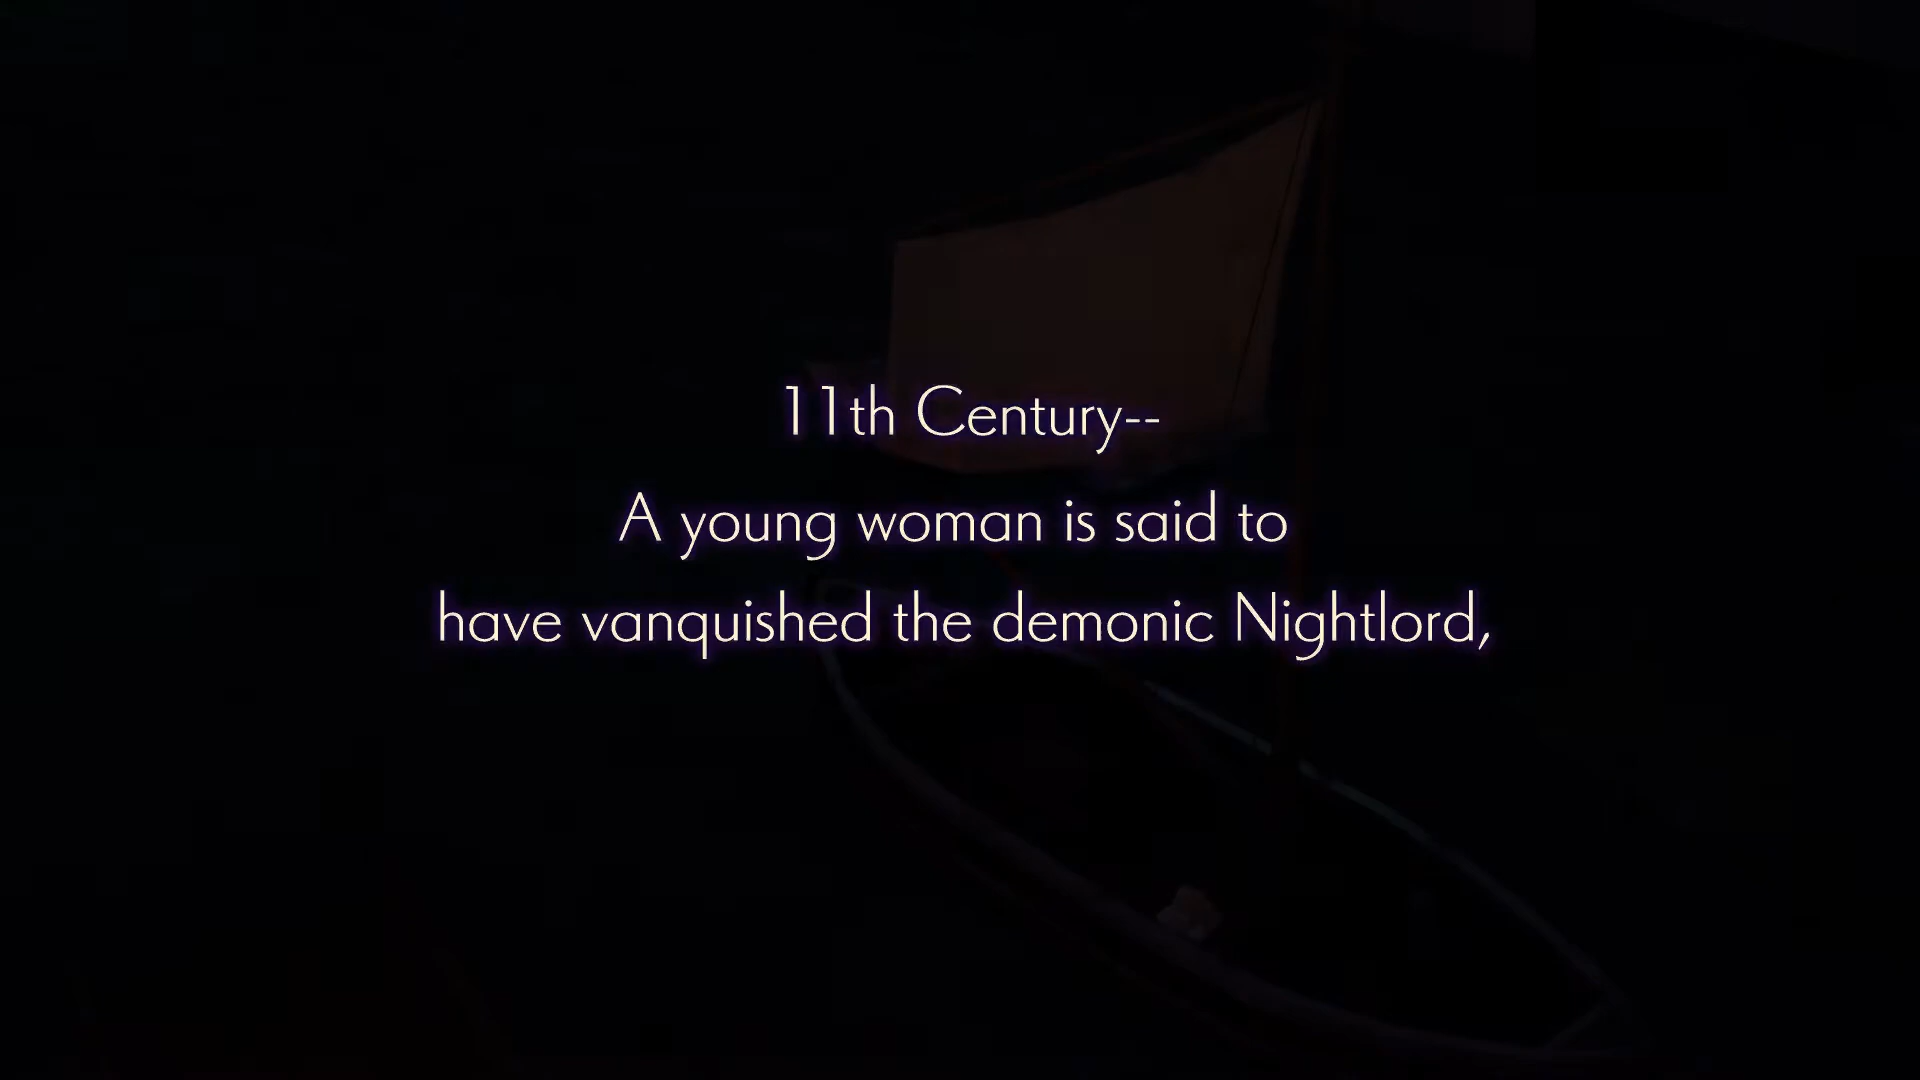 11th Century--
A young woman is said to
have vanquished the demonic Nightlord,